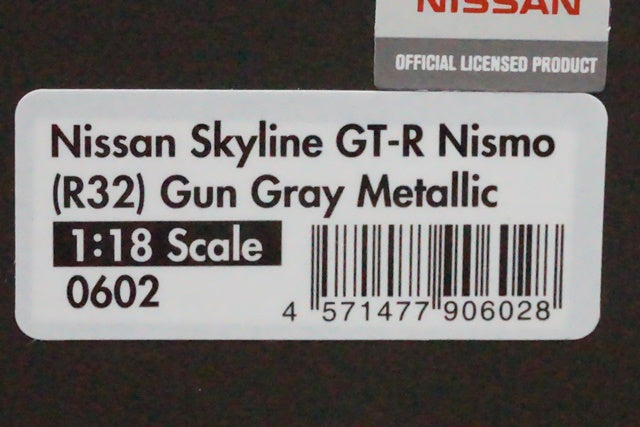 NISSAN
OFFICIAL LICENSED PRODUCT
Nissan Skyline GT-R Nismo
(R32) Gun Gray Metallic
1:18 Scale
0602
4 571477 906028